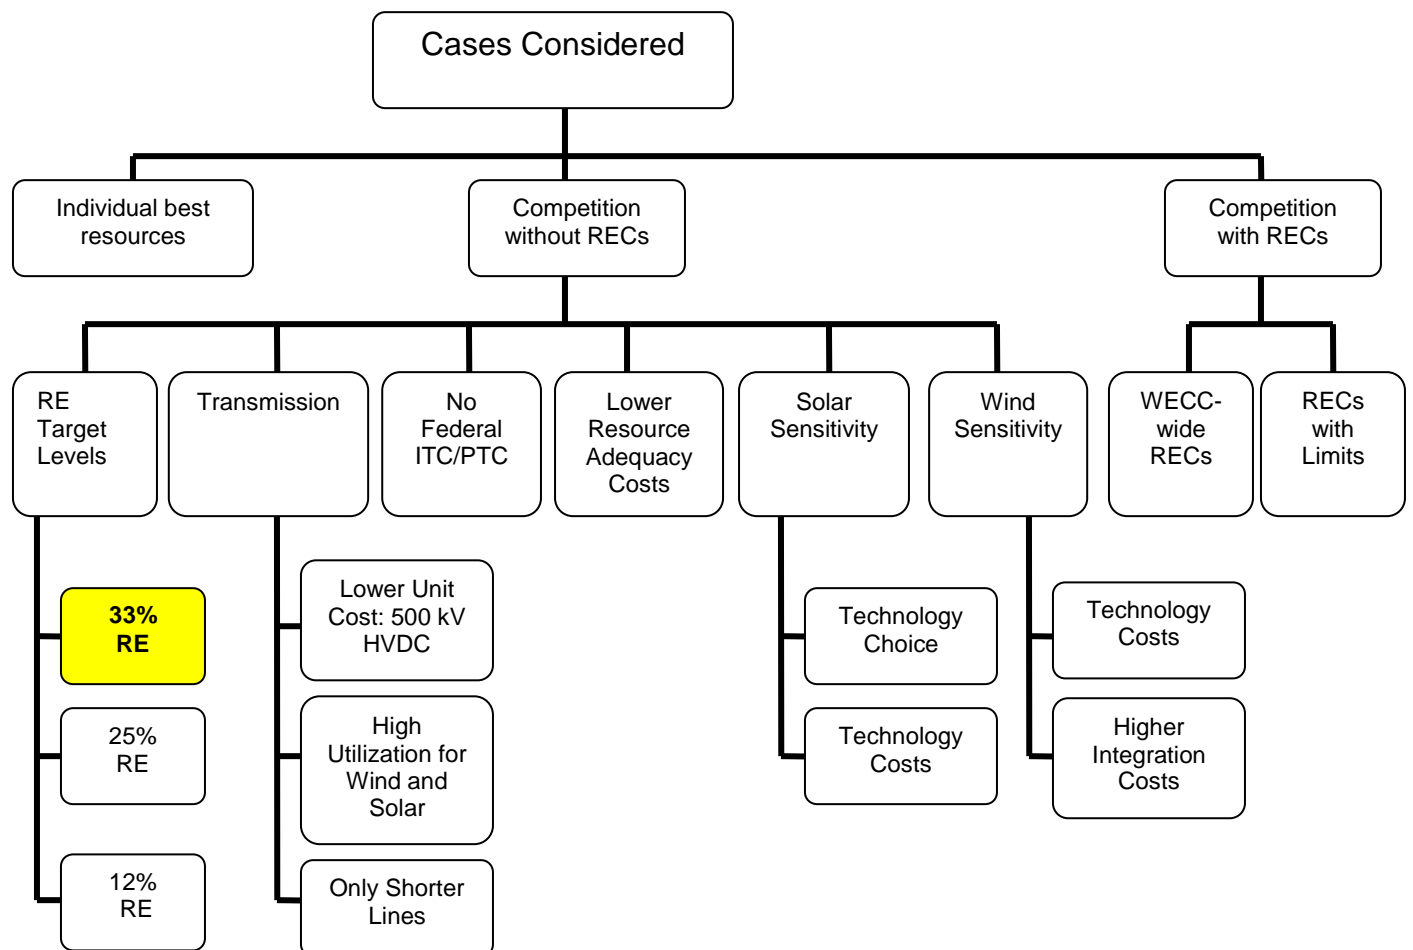 Cases Considered
Individual best
resources
Competition
without RECs
Competition
with RECs
RE
Target
Levels
Transmission
No
Federal
ITC/PTC
Lower
Resource
Adequacy
Costs
Solar
Sensitivity
Wind
Sensitivity
WECC-
wide
RECs
RECs
with
Limits
33%
RE
25%
RE
12%
RE
Lower Unit
Cost: 500 kV
HVDC
High
Utilization for
Wind and
Solar
Only Shorter
Lines
Technology
Choice
Technology
Costs
Technology
Costs
Higher
Integration
Costs